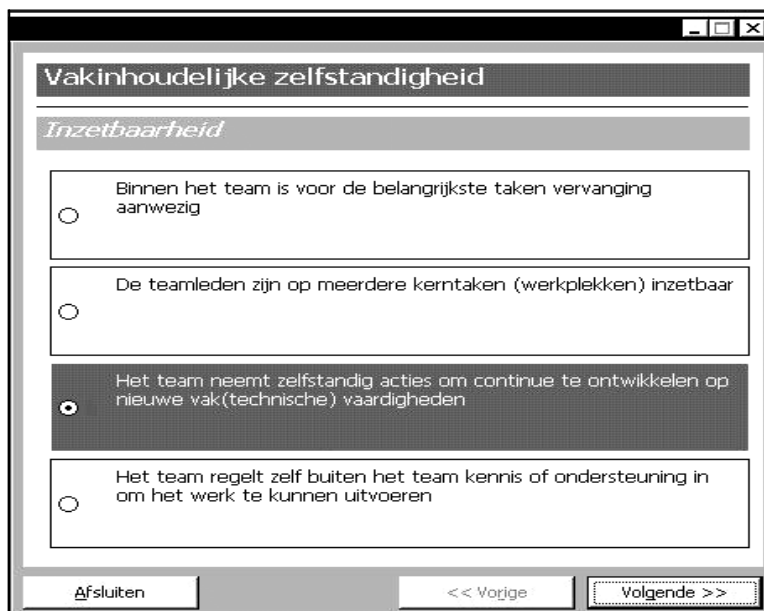 Vakinhoudelijke zelfstandigheid
Inzetbaarheid
Binnen het team is voor de belangrijkste taken vervanging
aanwezig
De teamleden zijn op meerdere kerntaken (werkplekken) inzetbaar
Het team neemt zelfstandig acties om continue te ontwikkelen op
nieuwe vak(technische) vaardigheden
Het team regelt zelf buiten het team kennis of ondersteuning in
om het werk te kunnen uitvoeren
Afsluiten
<< Vorige
Volgende >>